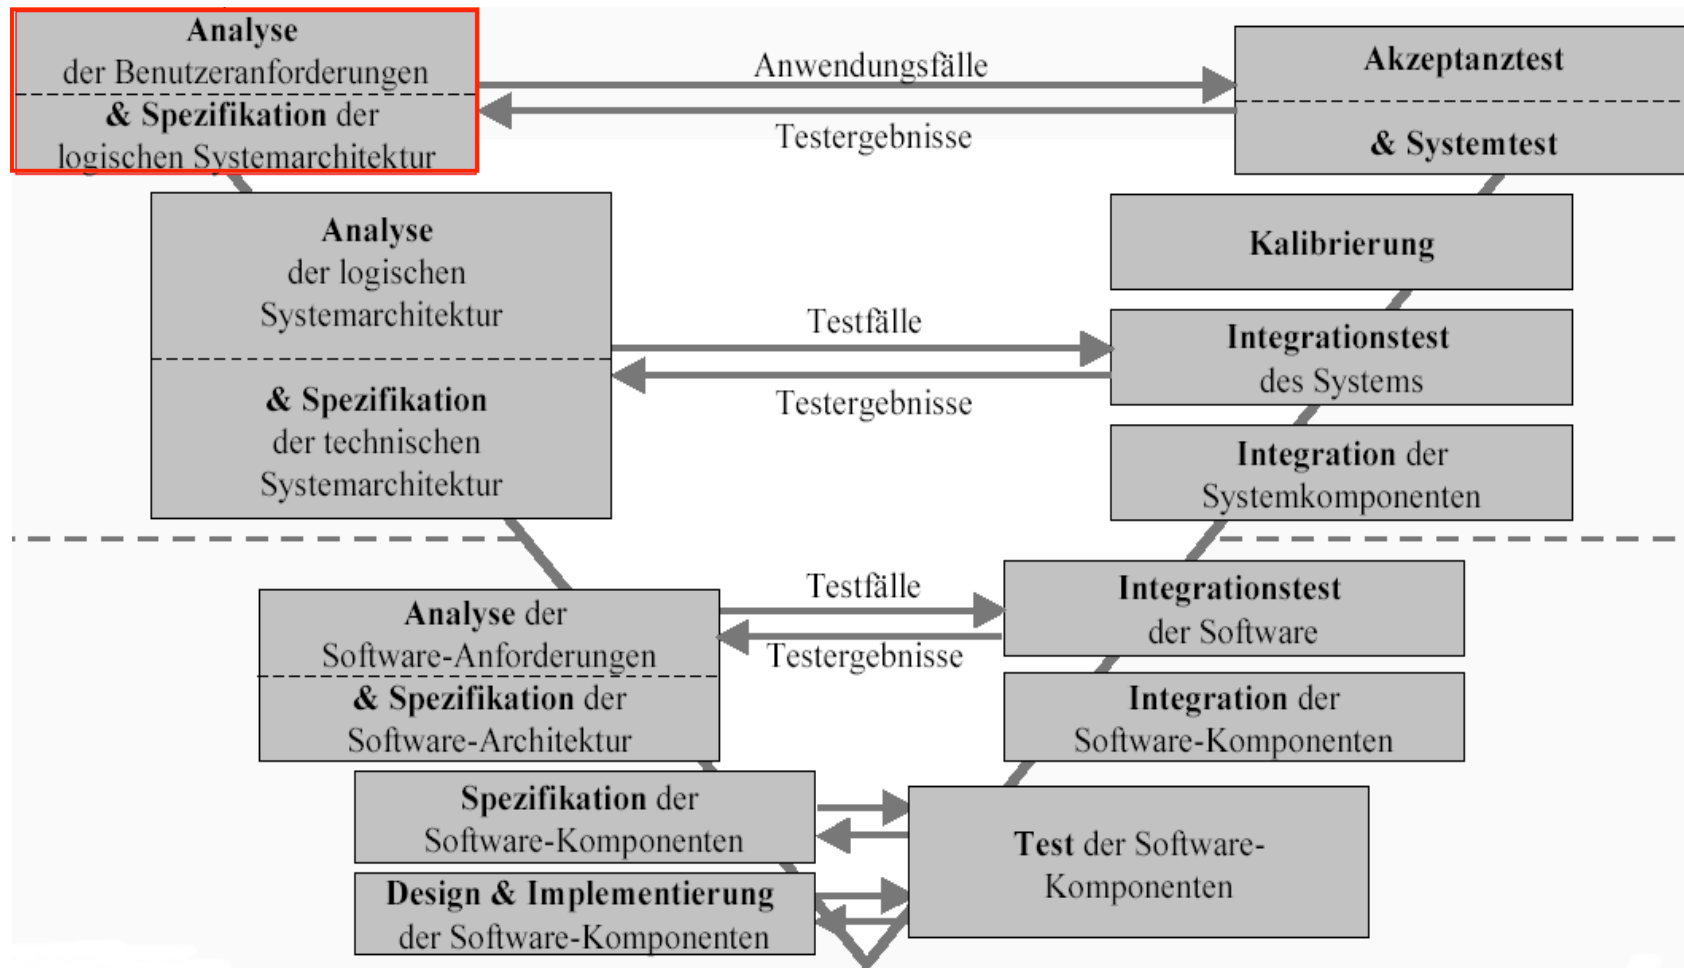 Analyse
der Benutzeranforderungen
& Spezifikation der
logischen Systemarchitektur
Anwendungsfälle
Testergebnisse
Akzeptanztest
& Systemtest
Analyse
der logischen
Systemarchitektur
& Spezifikation
der technischen
Systemarchitektur
Testfälle
Testergebnisse
Kalibrierung
Integrationstest
des Systems
Integration der
Systemkomponenten
Analyse der
Software-Anforderungen
& Spezifikation der
Software-Architektur
Testfälle
Testergebnisse
Integrationstest
der Software
Integration der
Software-Komponenten
Spezifikation der
Software-Komponenten
Design & Implementierung
der Software-Komponenten
Test der Software-
Komponenten